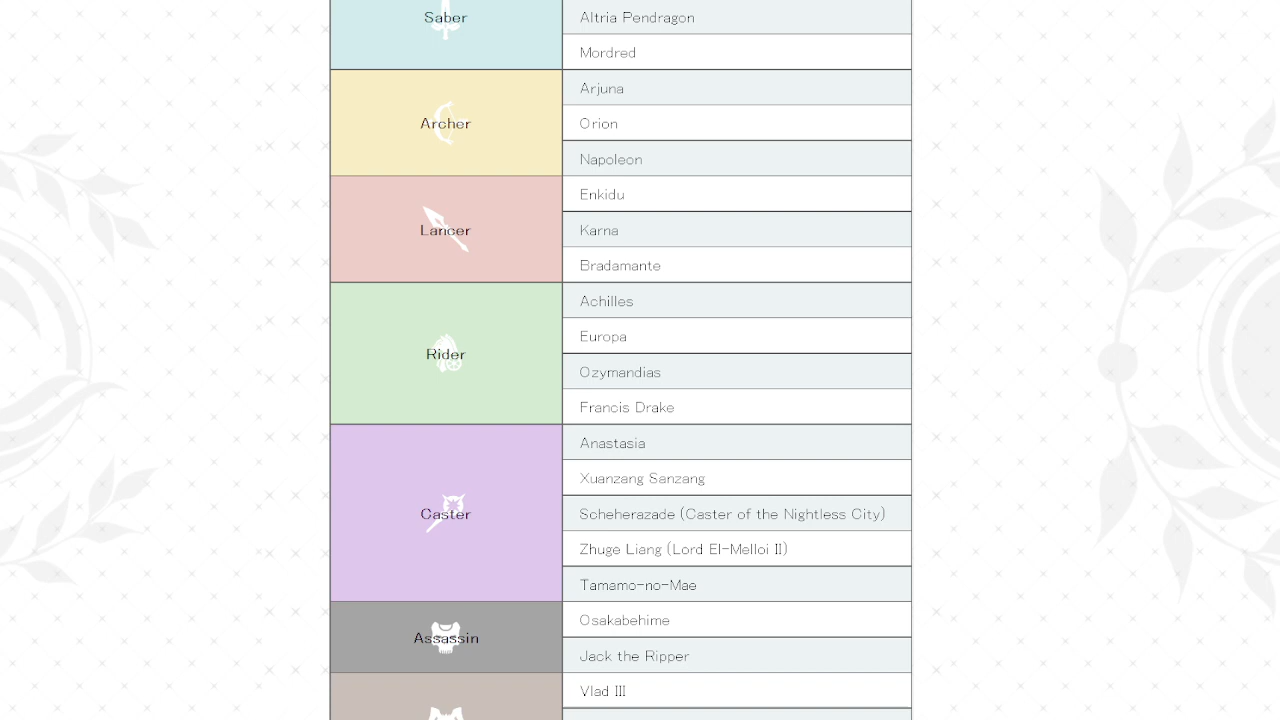 Saber
Altria Pendragon
Mordred
Archer
Arjuna
Orion
Napoleon
Lancer
Enkidu
Karna
Bradamante
Rider
Achilles
Europa
Ozymandias
Francis Drake
Caster
Anastasia
Xuanzang Sanzang
Scheherazade (Caster of the Nightless City)
Zhuge Liang (Lord El-Melloi II)
Tamamo-no-Mae
Assassin
Osakabehime
Jack the Ripper
Vlad III